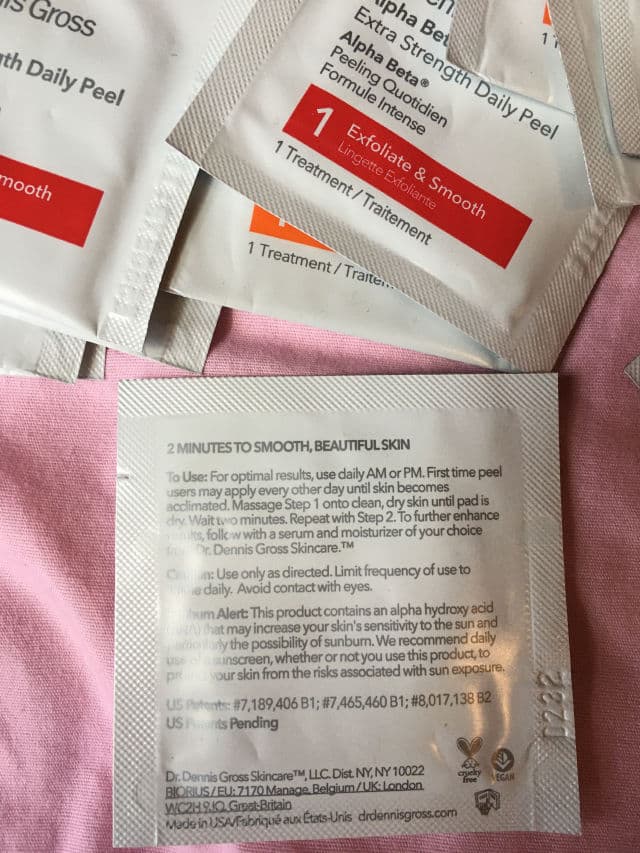 is Gross
th Daily Peel
mooth
Alpha Beta
Extra Strength Daily Peel
Alpha Beta®
Peeling Quotidien
Formule Intense
1 Exfoliate & Smooth
Lingette Exfoliante
1 Treatment/Traitement
1 Treatment/Traitem
2 MINUTES TO SMOOTH, BEAUTIFUL SKIN
To Use: For optimal results, use daily AM or PM. First time peel
users may apply every other day until skin becomes
acclimated. Massage Step 1 onto clean, dry skin until pad is
dry. Wait two minutes. Repeat with Step 2. To further enhance
results, follow with a serum and moisturizer of your choice
Dr. Dennis Gross Skincare.™
Caution: Use only as directed. Limit frequency of use to
daily. Avoid contact with eyes.
Sunburn Alert: This product contains an alpha hydroxy acid
(AHA) that may increase your skin's sensitivity to the sun and
particularly the possibility of sunburn. We recommend daily
use of a sunscreen, whether or not you use this product, to
protect your skin from the risks associated with sun exposure.
US Patents: #7,189,406 B1; #7,465,460 B1; #8,017,138 B2
US Patents Pending
Dr. Dennis Gross Skincare™, LLC. Dist. NY, NY 10022
BIORIUS/EU: 7170 Manage, Belgium/UK: London
WC2H 9JQ, Great-Britain
Made in USA/Fabriqué aux États-Unis drdennisgross.com
cruelty
free
VEGAN